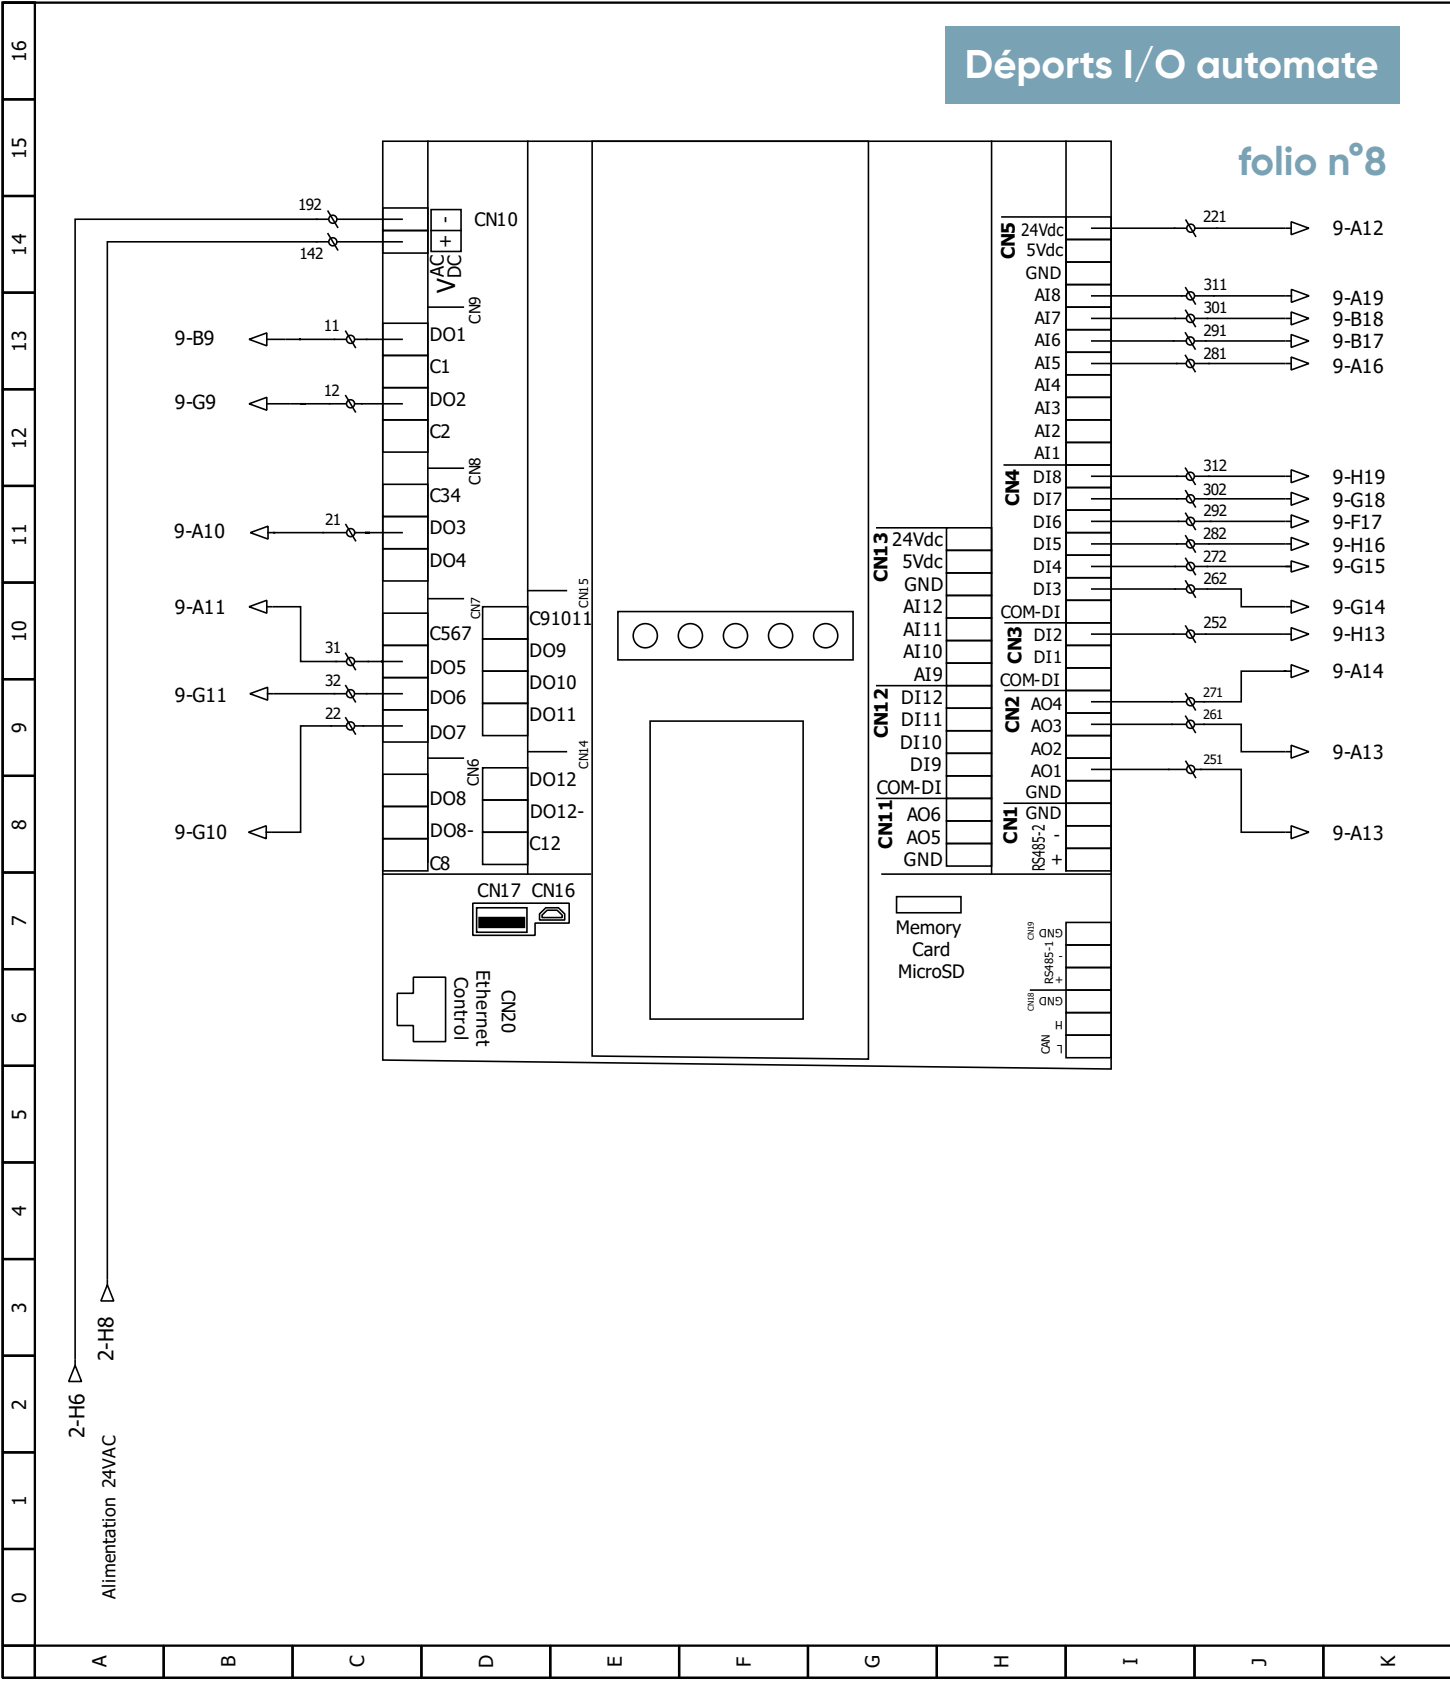 Déports I/O automate
folio n°8
16
15
14
13
12
11
10
9
8
7
6
5
4
3
2
1
0
A
B
C
D
E
F
G
H
I
J
K
192
142
2-H6
2-H8
Alimentation 24VAC
- CN10
+
VAC
DC
CN9
9-B9 11 DO1
C1
9-G9 12 DO2
C2
CN8
C34
9-A10 21 DO3
DO4
CN7
9-A11 31 C567
DO5
9-G11 32 DO6
22 DO7
9-G10
CN6
DO8
DO8-
C8
CN15
C91011
DO9
DO10
DO11
CN14
DO12
DO12-
C12
CN17 CN16
CN20
Ethernet
Control
CN13
24Vdc
5Vdc
GND
AI12
AI11
AI10
AI9
CN12
DI12
DI11
DI10
DI9
COM-DI
CN11
AO6
AO5
GND
Memory
Card
MicroSD
CN5
24Vdc 221 9-A12
5Vdc
GND
AI8 311 9-A19
AI7 301 9-B18
AI6 291 9-B17
AI5 281 9-A16
AI4
AI3
AI2
AI1
CN4
DI8 312 9-H19
DI7 302 9-G18
DI6 292 9-F17
DI5 282 9-H16
DI4 272 9-G15
DI3 262 9-G14
COM-DI
CN3
DI2 252 9-H13
DI1
COM-DI
CN2
AO4 271 9-A14
AO3 261 9-A13
AO2
AO1 251 9-A13
GND
CN1
GND
RS485-2
-
+
CN19
GND
RS485-1
-
+
CN18
GND
H
CAN
L